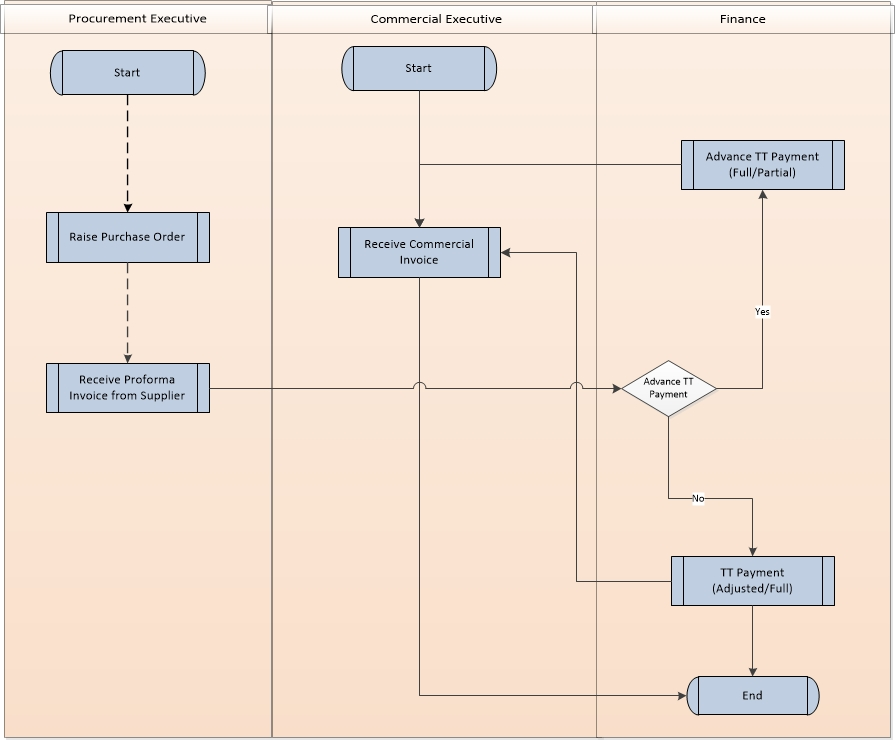 Procurement Executive
Commercial Executive
Finance
Start
Start
Advance TT Payment
(Full/Partial)
Raise Purchase Order
Receive Commercial
Invoice
Yes
Receive Proforma
Invoice from Supplier
Advance TT
Payment
No
TT Payment
(Adjusted/Full)
End